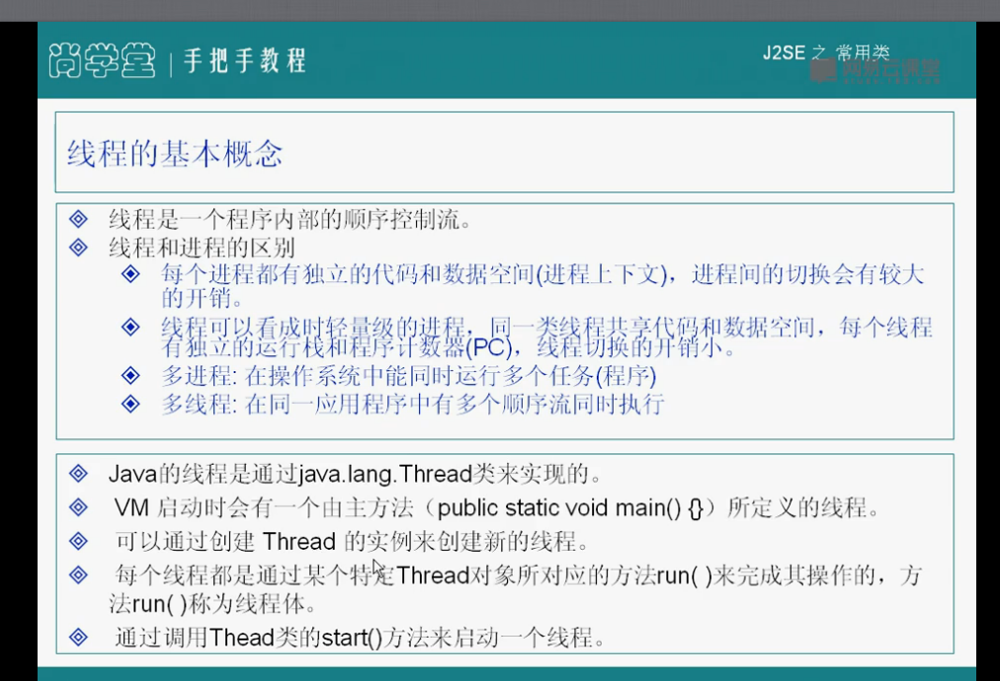 尚学堂 | 手把手教程
J2SE 之 常用类
网易云课堂
线程的基本概念
线程是一个程序内部的顺序控制流。
线程和进程的区别
每个进程都有独立的代码和数据空间(进程上下文)，进程间的切换会有较大
的开销。
线程可以看成时轻量级的进程，同一类线程共享代码和数据空间，每个线程
有独立的运行栈和程序计数器(PC)，线程切换的开销小。
多进程: 在操作系统中能同时运行多个任务(程序)
多线程: 在同一应用程序中有多个顺序流同时执行
Java的线程是通过java.lang.Thread类来实现的。
VM 启动时会有一个由主方法（public static void main() {}）所定义的线程。
可以通过创建 Thread 的实例来创建新的线程。
每个线程都是通过某个特定Thread对象所对应的方法run( )来完成其操作的，方
法run( )称为线程体。
通过调用Thead类的start()方法来启动一个线程。